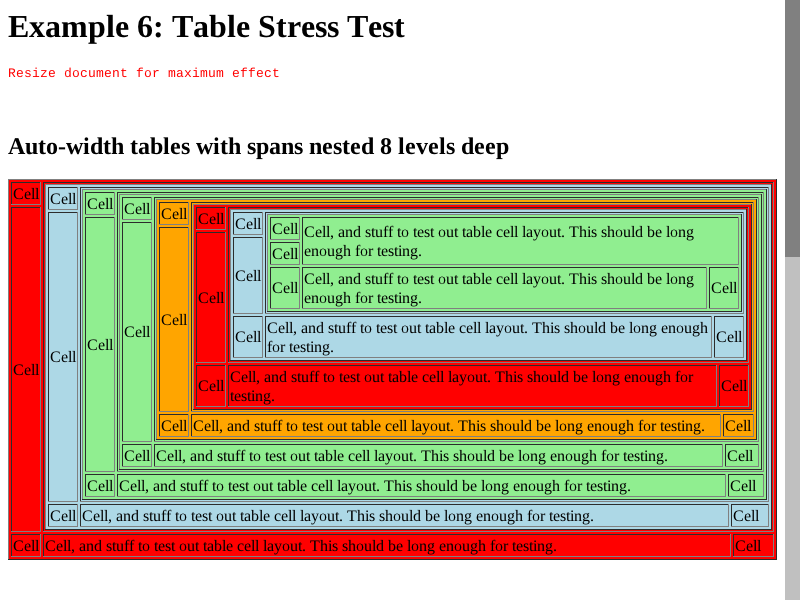 Example 6: Table Stress Test
Resize document for maximum effect
Auto-width tables with spans nested 8 levels deep
Cell
Cell
Cell
Cell
Cell
Cell
Cell
Cell
Cell, and stuff to test out table cell layout. This should be long
enough for testing.
Cell
Cell
Cell, and stuff to test out table cell layout. This should be long
enough for testing.
Cell
Cell
Cell
Cell, and stuff to test out table cell layout. This should be long enough
for testing.
Cell
Cell
Cell
Cell, and stuff to test out table cell layout. This should be long enough for
testing.
Cell
Cell
Cell
Cell, and stuff to test out table cell layout. This should be long enough for testing.
Cell
Cell
Cell
Cell, and stuff to test out table cell layout. This should be long enough for testing.
Cell
Cell
Cell
Cell, and stuff to test out table cell layout. This should be long enough for testing.
Cell
Cell
Cell
Cell, and stuff to test out table cell layout. This should be long enough for testing.
Cell
Cell
Cell
Cell, and stuff to test out table cell layout. This should be long enough for testing.
Cell